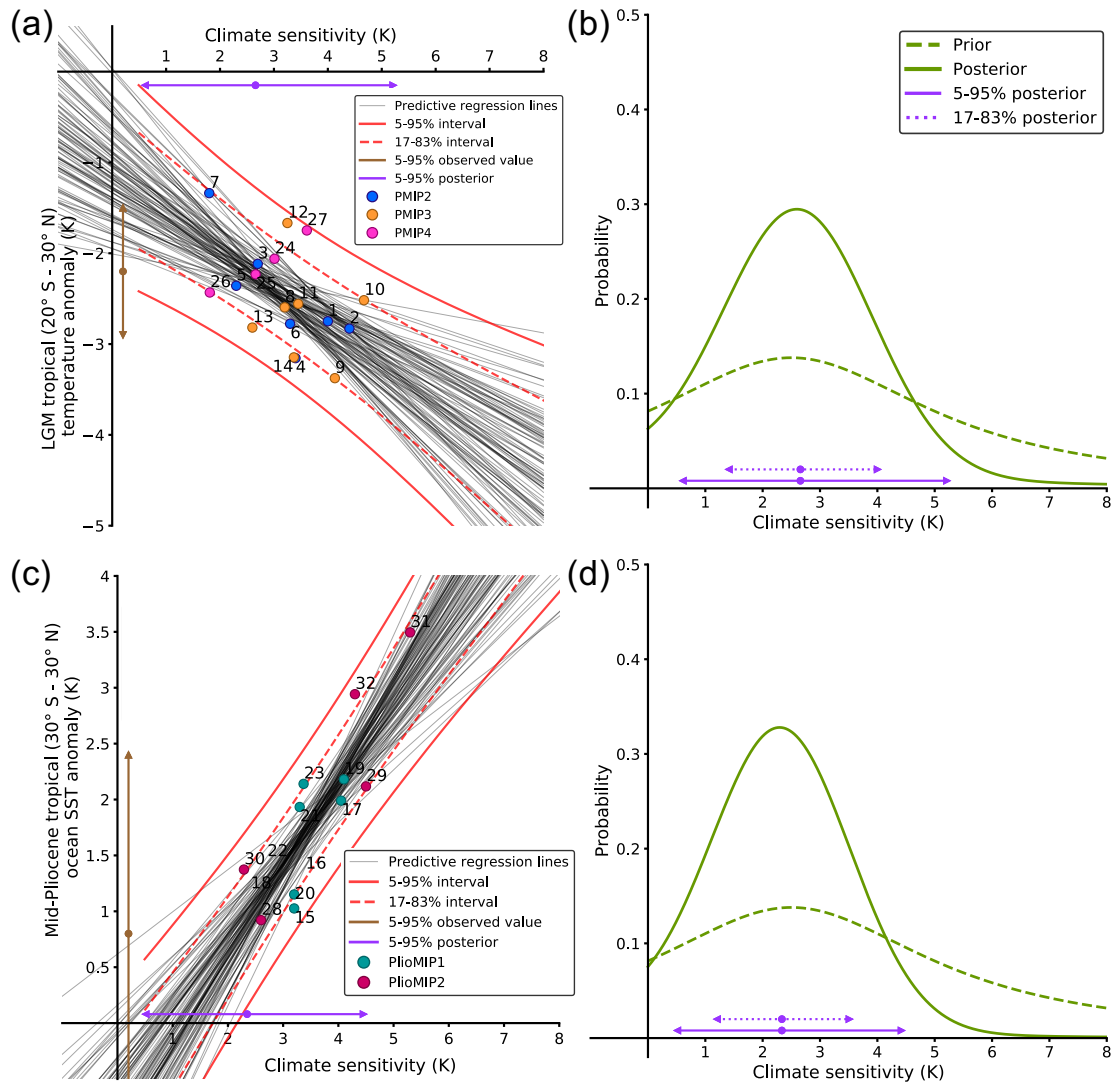 (a)
Climate sensitivity (K)
1 2 3 4 5 6 7 8
Predictive regression lines
5-95% interval
17-83% interval
5-95% observed value
5-95% posterior
PMIP2
PMIP3
PMIP4
LGM tropical (20° S - 30° N)
temperature anomaly (K)
−1
−2
−3
−4
−5
7
12
27
3
24
5
25
26
8
11
10
13
6
1
2
14
4
9
(b)
0.5
0.4
0.3
0.2
0.1
Probability
Prior
Posterior
5-95% posterior
17-83% posterior
1 2 3 4 5 6 7 8
Climate sensitivity (K)
(c)
Mid-Pliocene tropical (30° S - 30° N)
ocean SST anomaly (K)
4
3.5
3
2.5
2
1.5
1
0.5
31
32
23
19
29
21
17
22
30
16
18
20
28
15
Predictive regression lines
5-95% interval
17-83% interval
5-95% observed value
5-95% posterior
PlioMIP1
PlioMIP2
1 2 3 4 5 6 7 8
Climate sensitivity (K)
(d)
0.5
0.4
0.3
0.2
0.1
Probability
1 2 3 4 5 6 7 8
Climate sensitivity (K)